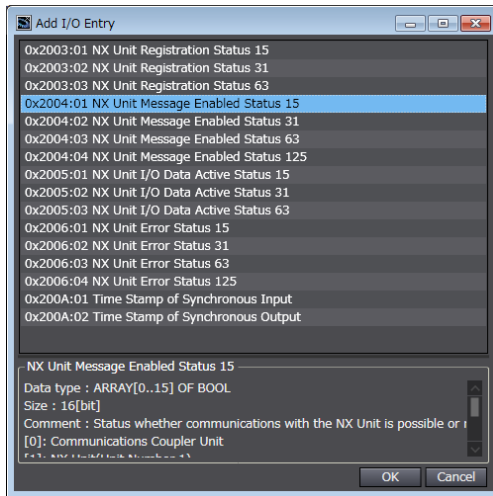 Add I/O Entry
0x2003:01 NX Unit Registration Status 15
0x2003:02 NX Unit Registration Status 31
0x2003:03 NX Unit Registration Status 63
0x2004:01 NX Unit Message Enabled Status 15
0x2004:02 NX Unit Message Enabled Status 31
0x2004:03 NX Unit Message Enabled Status 63
0x2004:04 NX Unit Message Enabled Status 125
0x2005:01 NX Unit I/O Data Active Status 15
0x2005:02 NX Unit I/O Data Active Status 31
0x2005:03 NX Unit I/O Data Active Status 63
0x2006:01 NX Unit Error Status 15
0x2006:02 NX Unit Error Status 31
0x2006:03 NX Unit Error Status 63
0x2006:04 NX Unit Error Status 125
0x200A:01 Time Stamp of Synchronous Input
0x200A:02 Time Stamp of Synchronous Output
NX Unit Message Enabled Status 15
Data type : ARRAY[0..15] OF BOOL
Size : 16[bit]
Comment : Status whether communications with the NX Unit is possible or
[0]: Communications Coupler Unit
[1]: NX Unit(Unit Number 1)
OK Cancel